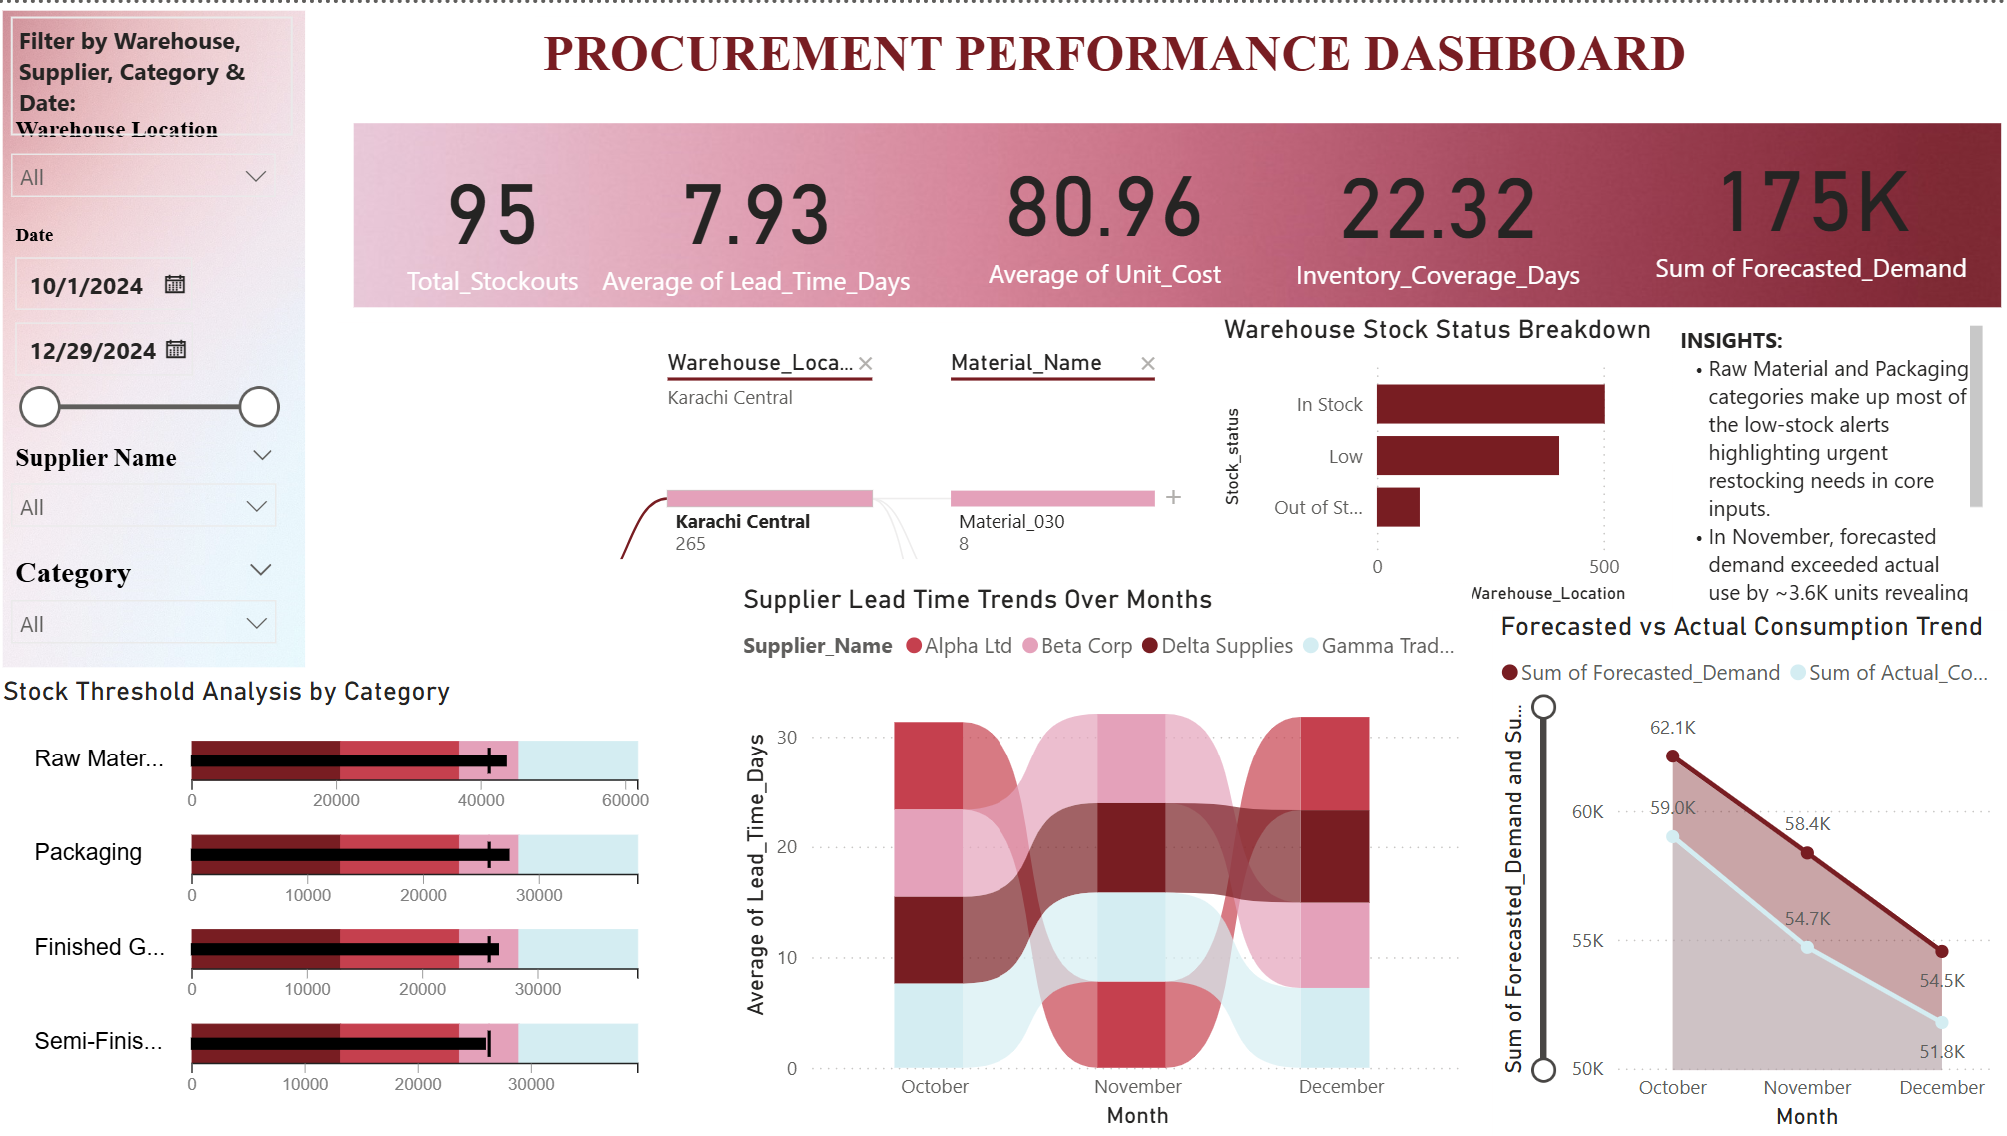 PROCUREMENT PERFORMANCE DASHBOARD
Filter by Warehouse,
Supplier, Category &
Date:
Warehouse Location
All
Date
10/1/2024
12/29/2024
Supplier Name
All
Category
All
95
Total_Stockouts
7.93
Average of Lead_Time_Days
80.96
Average of Unit_Cost
22.32
Inventory_Coverage_Days
175K
Sum of Forecasted_Demand
Warehouse_Loca...
Karachi Central
Material_Name
Karachi Central
265
Material_030
8
Warehouse Stock Status Breakdown
Stock_status
In Stock
Low
Out of St...
0
500
Warehouse_Location
INSIGHTS:
• Raw Material and Packaging
categories make up most of
the low-stock alerts
highlighting urgent
restocking needs in core
inputs.
• In November, forecasted
demand exceeded actual
use by ~3.6K units revealing
Stock Threshold Analysis by Category
Raw Mater...
0 20000 40000 60000
Packaging
0 10000 20000 30000
Finished G...
0 10000 20000 30000
Semi-Finis...
0 10000 20000 30000
Supplier Lead Time Trends Over Months
Supplier_Name Alpha Ltd Beta Corp Delta Supplies Gamma Trad...
Average of Lead_Time_Days
30
20
10
0
October November December
Month
Forecasted vs Actual Consumption Trend
Sum of Forecasted_Demand Sum of Actual_Co...
Sum of Forecasted_Demand and Su...
60K
55K
50K
62.1K
59.0K
58.4K
54.7K
54.5K
51.8K
October November December
Month